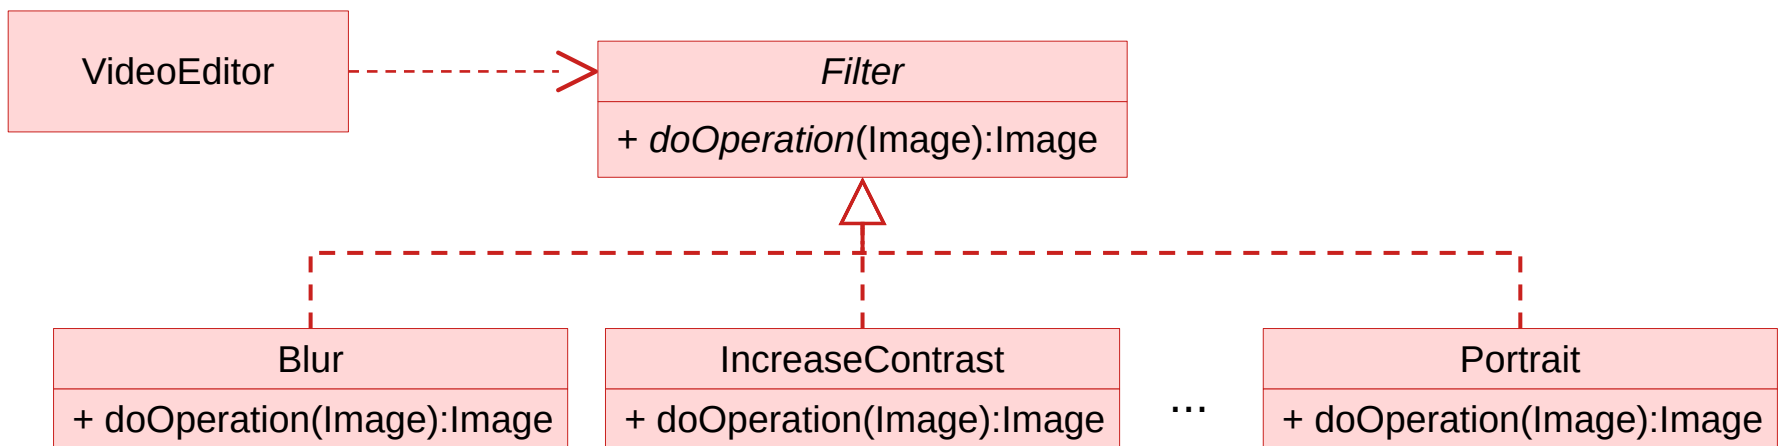 VideoEditor
Filter
+ doOperation(Image):Image
Blur
+ doOperation(Image):Image
IncreaseContrast
+ doOperation(Image):Image
...
Portrait
+ doOperation(Image):Image